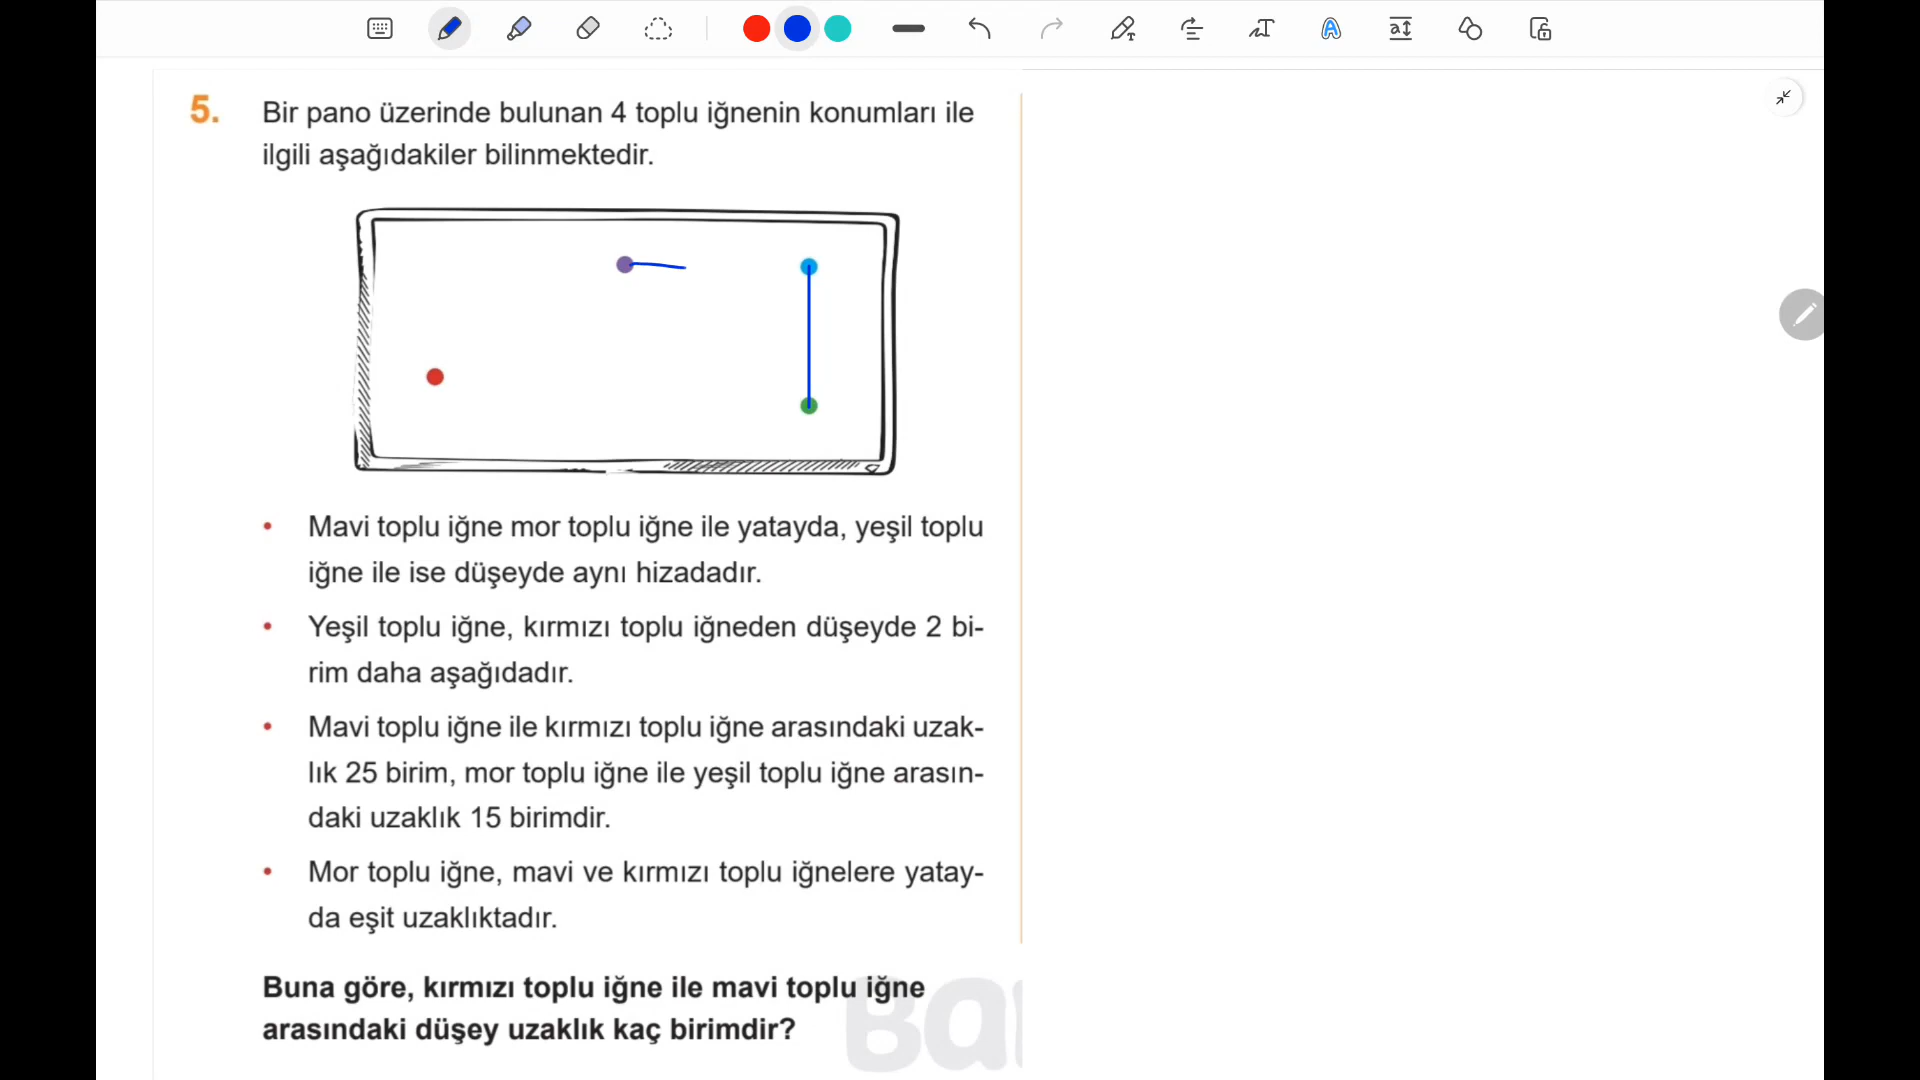 5.
Bir pano üzerinde bulunan 4 toplu iğnenin konumları ile
ilgili aşağıdakiler bilinmektedir.
• Mavi toplu iğne mor toplu iğne ile yatayda, yeşil toplu
iğne ile ise düşeyde aynı hizadadır.
• Yeşil toplu iğne, kırmızı toplu iğneden düşeyde 2 bi-
rim daha aşağıdadır.
• Mavi toplu iğne ile kırmızı toplu iğne arasındaki uzak-
lık 25 birim, mor toplu iğne ile yeşil toplu iğne arasın-
daki uzaklık 15 birimdir.
• Mor toplu iğne, mavi ve kırmızı toplu iğnelere yatay-
da eşit uzaklıktadır.
Buna göre, kırmızı toplu iğne ile mavi toplu iğne
arasındaki düşey uzaklık kaç birimdir?